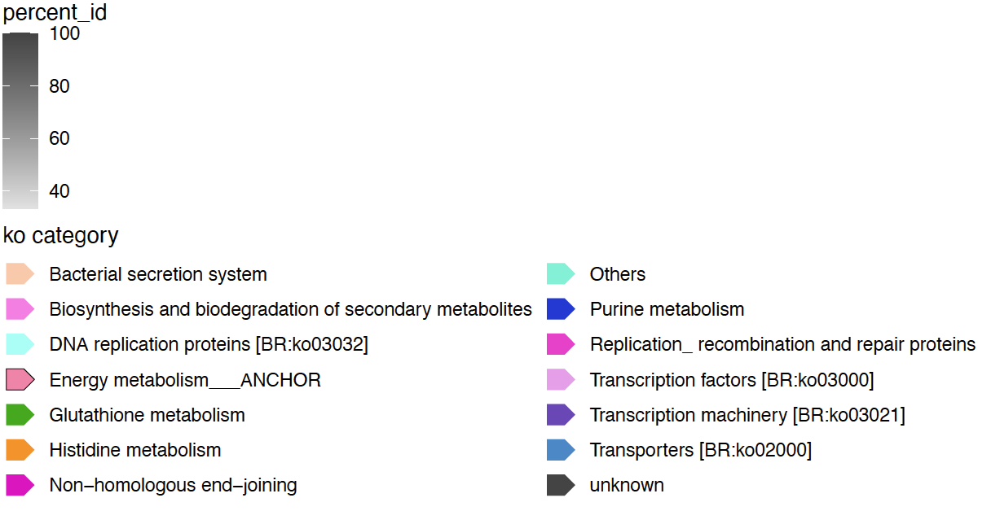 percent_id
100
80
60
40
ko category
Bacterial secretion system
Biosynthesis and biodegradation of secondary metabolites
DNA replication proteins [BR:ko03032]
Energy metabolism___ANCHOR
Glutathione metabolism
Histidine metabolism
Non−homologous end−joining
Others
Purine metabolism
Replication_ recombination and repair proteins
Transcription factors [BR:ko03000]
Transcription machinery [BR:ko03021]
Transporters [BR:ko02000]
unknown